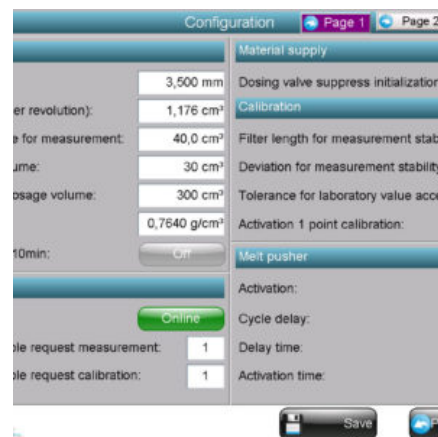 Configuration Page 1 Page 2
Material supply
3,500 mm Dosing valve suppress initialization
er revolution): 1,176 cm³ Calibration
e for measurement: 40,0 cm³ Filter length for measurement stab
ume: 30 cm³ Deviation for measurement stability
osage volume: 300 cm³ Tolerance for laboratory value acce
0,7640 g/cm³ Activation 1 point calibration:
10min: Off Melt pusher
Activation:
Online Cycle delay:
ole request measurement: 1 Delay time:
ole request calibration: 1 Activation time:
Save